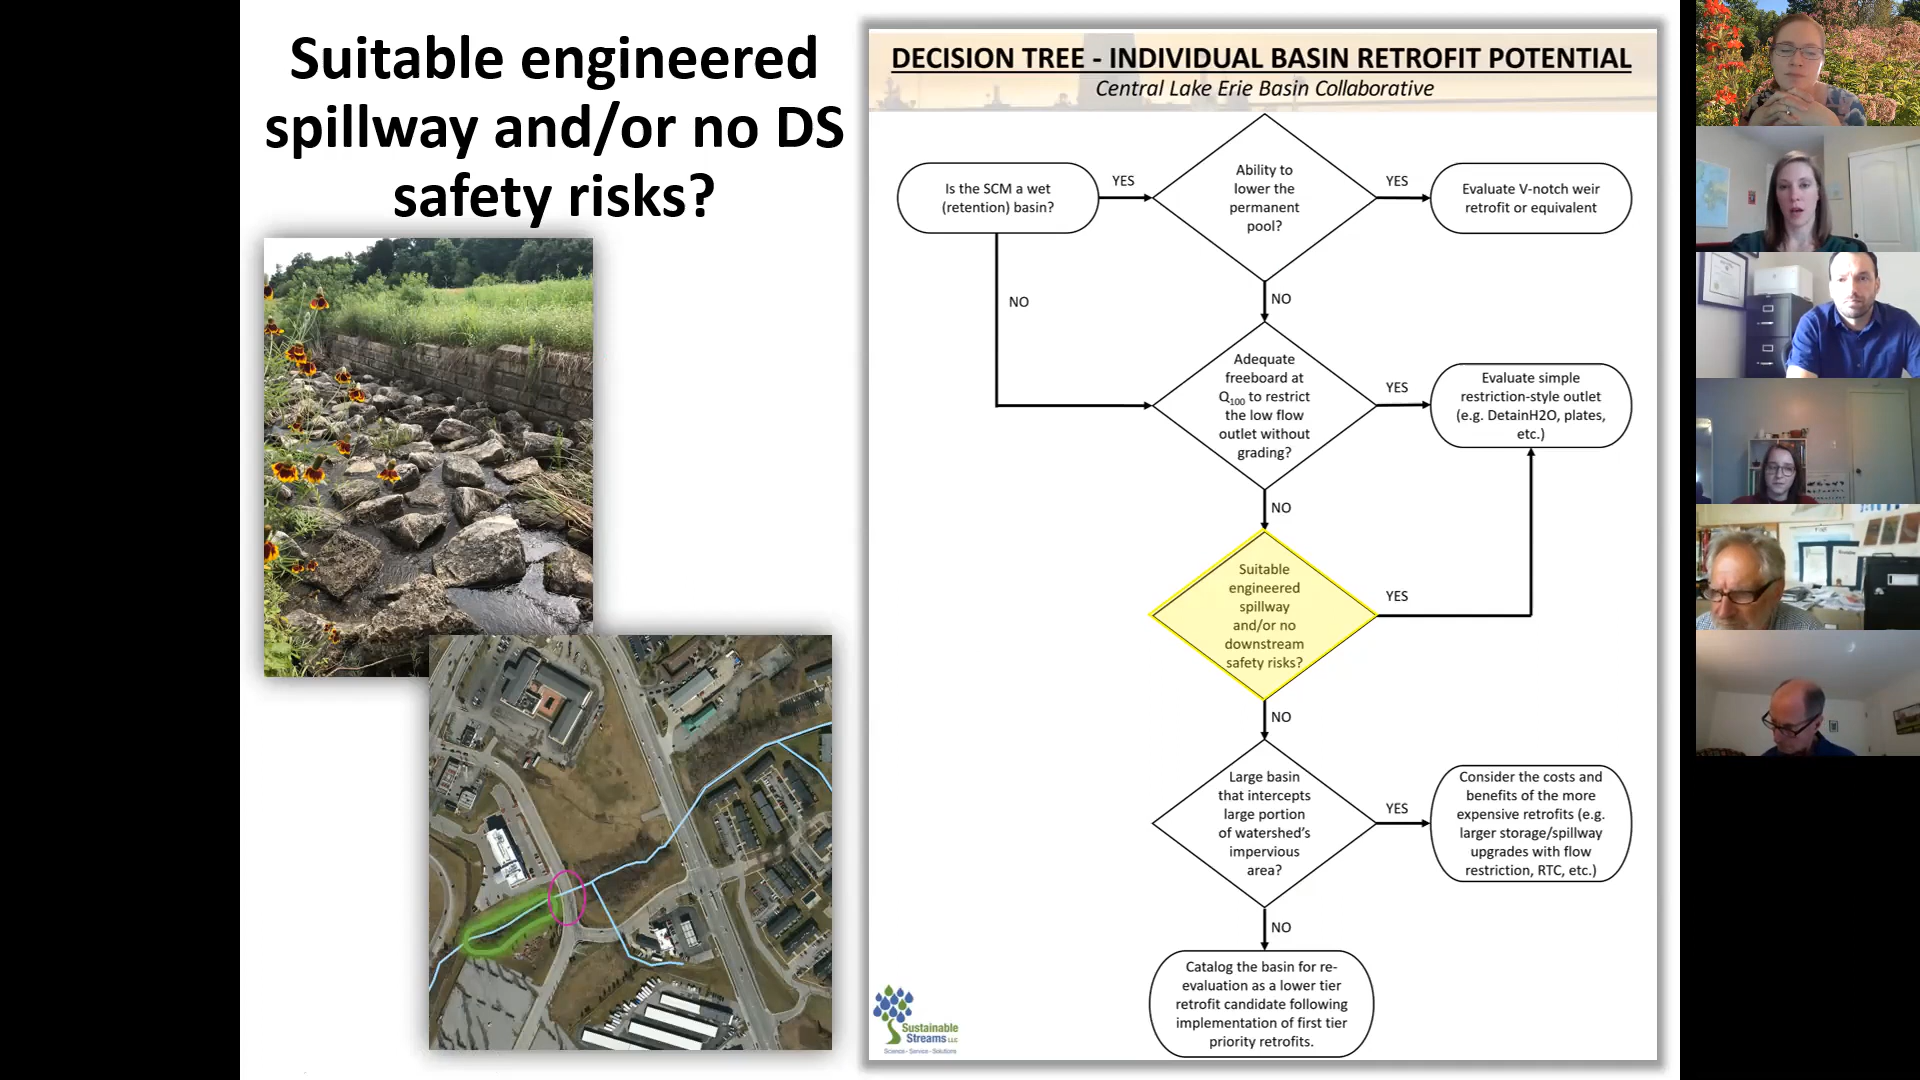 Suitable engineered
spillway and/or no DS
safety risks?
DECISION TREE - INDIVIDUAL BASIN RETROFIT POTENTIAL
Central Lake Erie Basin Collaborative
Is the SCM a wet
(retention) basin?
YES
Ability to
lower the
permanent
pool?
YES
Evaluate V-notch weir
retrofit or equivalent
NO
NO
Adequate
freeboard at
Q100 to restrict
the low flow
outlet without
grading?
YES
Evaluate simple
restriction-style outlet
(e.g. DetainH2O, plates,
etc.)
NO
Suitable
engineered
spillway
and/or no
downstream
safety risks?
YES
NO
Large basin
that intercepts
large portion
of watershed's
impervious
area?
YES
Consider the costs and
benefits of the more
expensive retrofits (e.g.
larger storage/spillway
upgrades with flow
restriction, RTC, etc.)
NO
Catalog the basin for re-
evaluation as a lower tier
retrofit candidate following
implementation of first tier
priority retrofits.
Sustainable
Streams LLC
Science - Service - Solutions